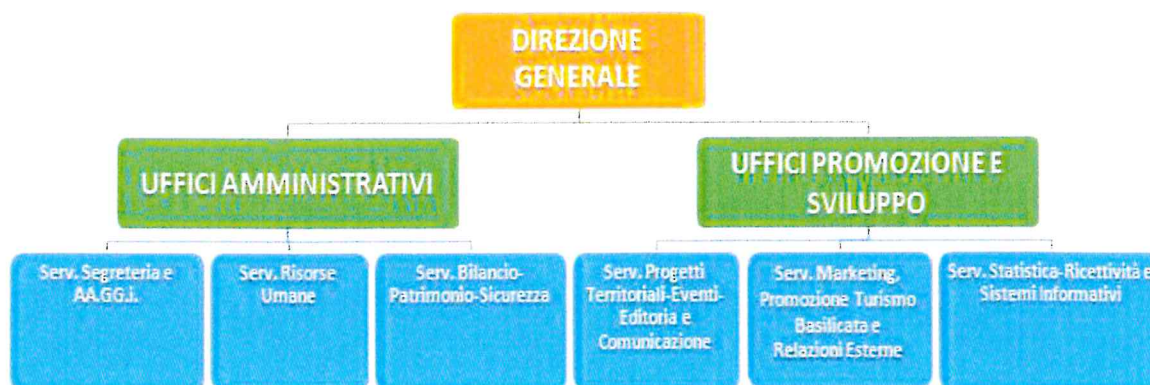 DIREZIONE
GENERALE
UFFICI AMMINISTRATIVI
UFFICI PROMOZIONE E
SVILUPPO
Serv. Segreteria e
AA.GG.i.
Serv. Risorse
Umane
Serv. Bilancio-
Patrimonio-Sicurezza
Serv. Progetti
Territoriali-Eventi-
Editoria e
Comunicazione
Serv. Marketing,
Promozione Turismo
Basilicata e
Relazioni Esterne
Serv. Statistica-Ricettività e
Sistemi Informativi